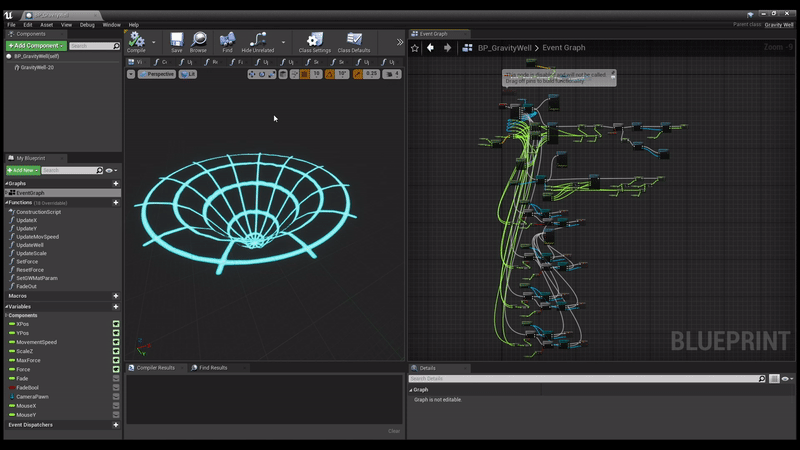 BP_GravityWell
File Edit Asset View Debug Window Help
Parent class: Gravity Well
Components
+ Add Component
Search
BP_GravityWell(self)
GravityWell-20
Compile
Save
Browse
Find
Hide Unrelated
Class Settings
Class Defaults
Perspective
Lit
10
10°
0.25
4
Event Graph
BP_GravityWell > Event Graph
Zoom -9
This node is disabled and will not be called.
Drag off pins to build functionality.
BLUEPRINT
My Blueprint
+ Add New
Search
Graphs
EventGraph
Functions (18 Overridable)
ConstructionScript
UpdateX
UpdateY
UpdateMovSpeed
UpdateWell
UpdateScale
SetForce
ResetForce
SetGWMatParam
FadeOut
Macros
Variables
Components
XPos
YPos
MovementSpeed
ScaleZ
MaxForce
Force
Fade
FadeBool
CameraPawn
MouseX
MouseY
Event Dispatchers
Compiler Results
Find Results
Clear
Details
Search Details
Graph
Graph is not editable.